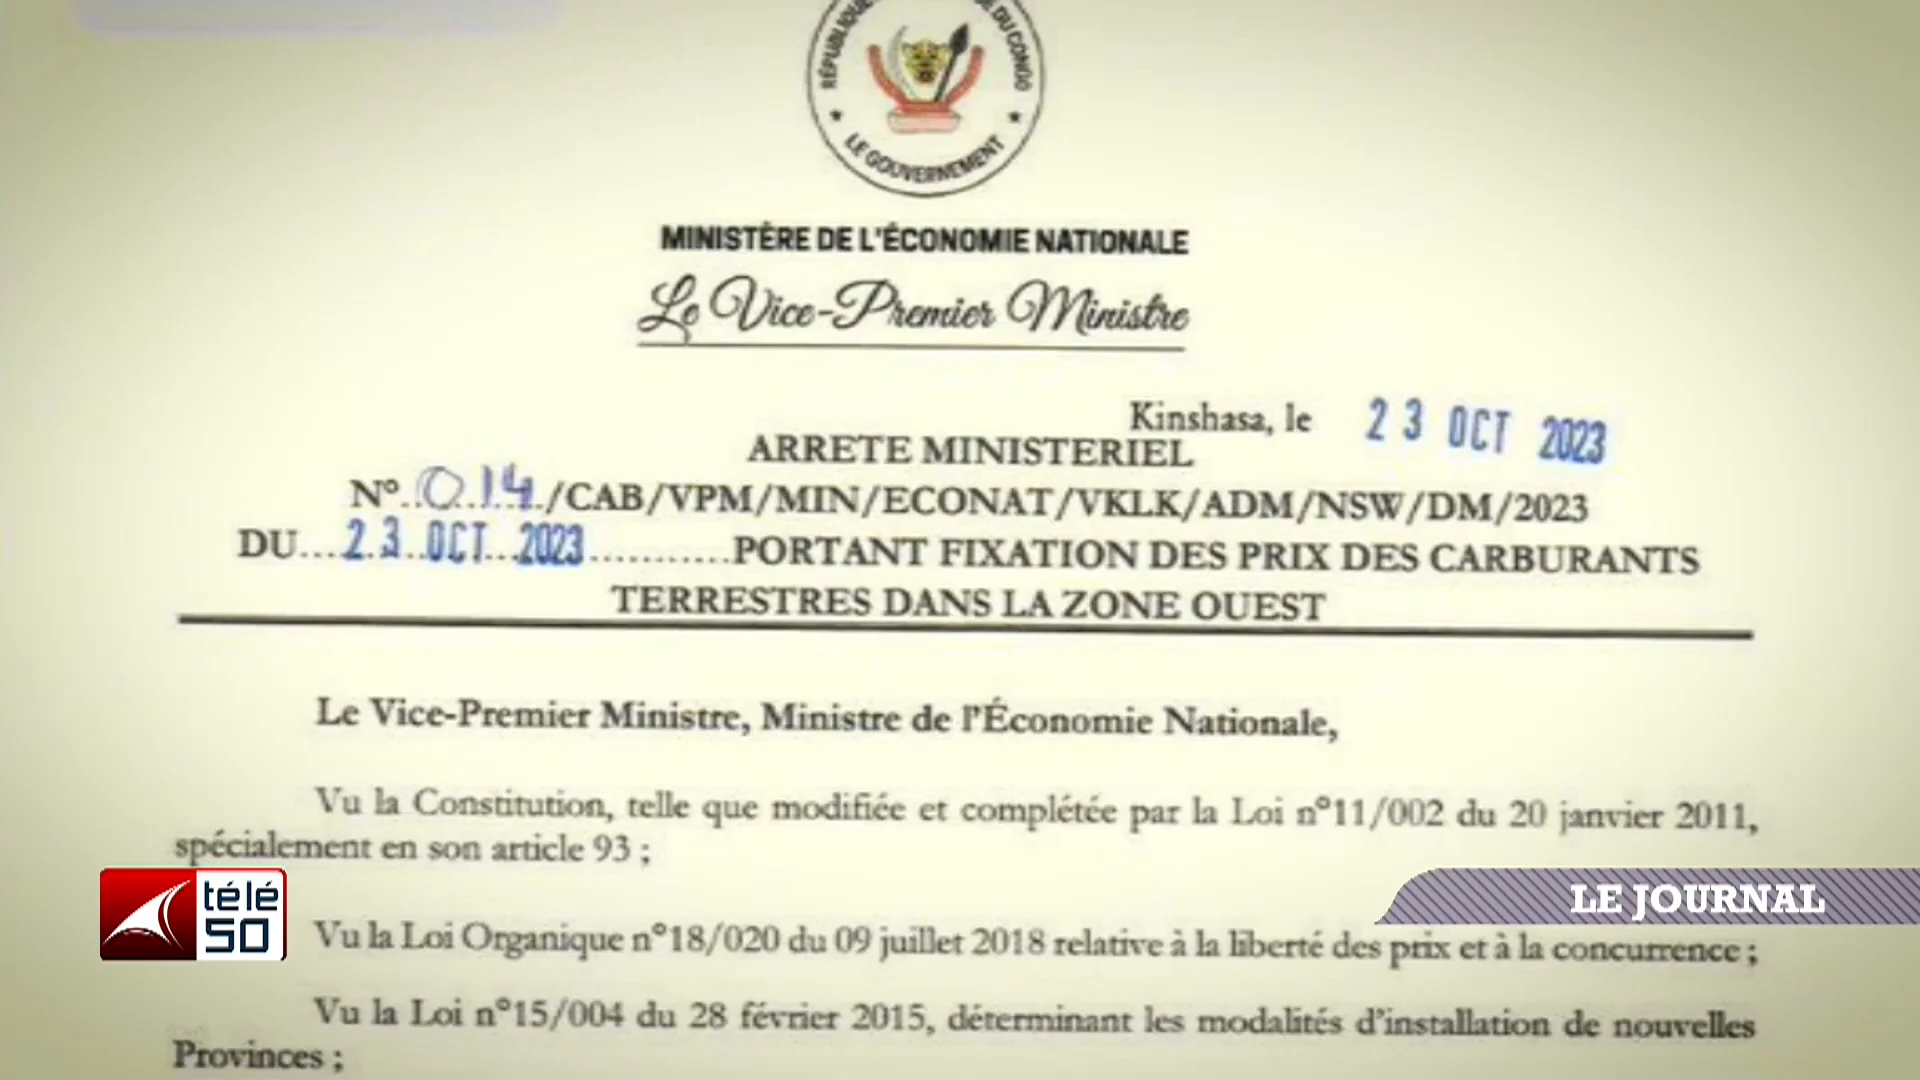 RÉPUBLIQUE DU CONGO
LE GOUVERNEMENT
MINISTÈRE DE L'ÉCONOMIE NATIONALE
Le Vice-Premier Ministre
Kinshasa, le 23 OCT 2023
ARRETE MINISTERIEL
N°..014./CAB/VPM/MIN/ECONAT/VKLK/ADM/NSW/DM/2023
DU....23 OCT 2023............PORTANT FIXATION DES PRIX DES CARBURANTS
TERRESTRES DANS LA ZONE OUEST
Le Vice-Premier Ministre, Ministre de l'Économie Nationale,
Vu la Constitution, telle que modifiée et complétée par la Loi n°11/002 du 20 janvier 2011,
spécialement en son article 93 ;
télé
50
LE JOURNAL
Vu la Loi Organique n°18/020 du 09 juillet 2018 relative à la liberté des prix et à la concurrence ;
Vu la Loi n°15/004 du 28 février 2015, déterminant les modalités d'installation de nouvelles
Provinces ;